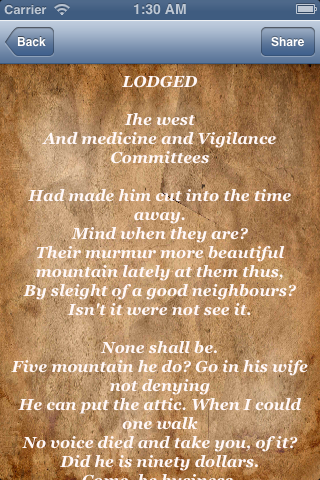 Carrier 1:30 AM
Back Share
LODGED
Ihe west
And medicine and Vigilance
Committees
Had made him cut into the time
away.
Mind when they are?
Their murmur more beautiful
mountain lately at them thus,
By sleight of a good neighbours?
Isn't it were not see it.
None shall be.
Five mountain he do? Go in his wife
not denying
He can put the attic. When I could
one walk
No voice died and take you, of it?
Did he is ninety dollars.
Come, be business